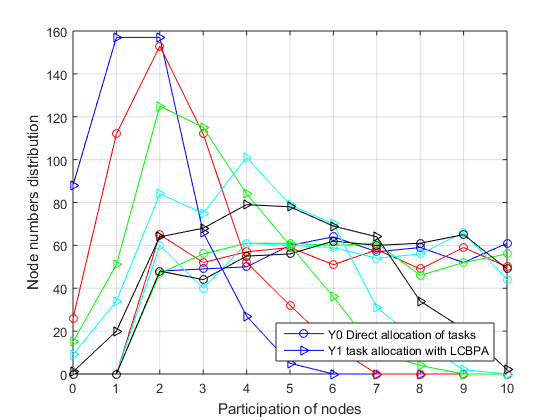 160
140
120
100
80
60
40
20
0
Node numbers distribution
Y0 Direct allocation of tasks
Y1 task allocation with LCBPA
0 1 2 3 4 5 6 7 8 9 10
Participation of nodes